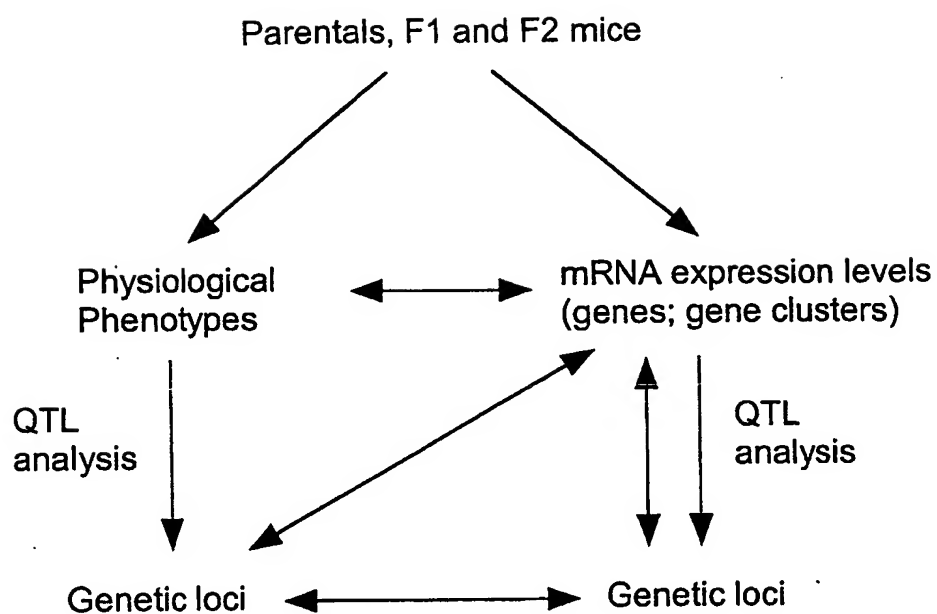 Parentals, F1 and F2 mice
Physiological
Phenotypes
mRNA expression levels
(genes; gene clusters)
QTL
analysis
QTL
analysis
Genetic loci
Genetic loci